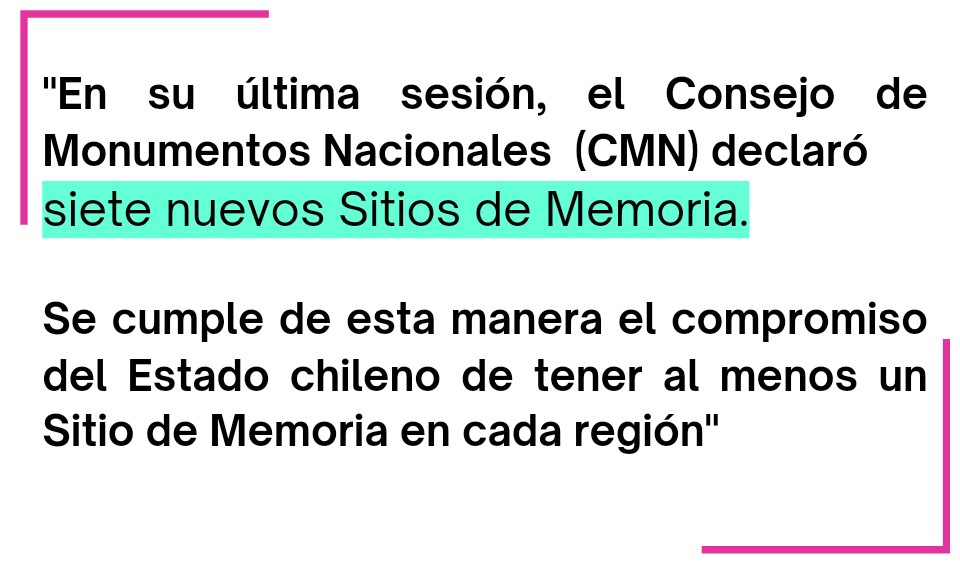 "En su última sesión, el Consejo de
Monumentos Nacionales (CMN) declaró
siete nuevos Sitios de Memoria.
Se cumple de esta manera el compromiso
del Estado chileno de tener al menos un
Sitio de Memoria en cada región"